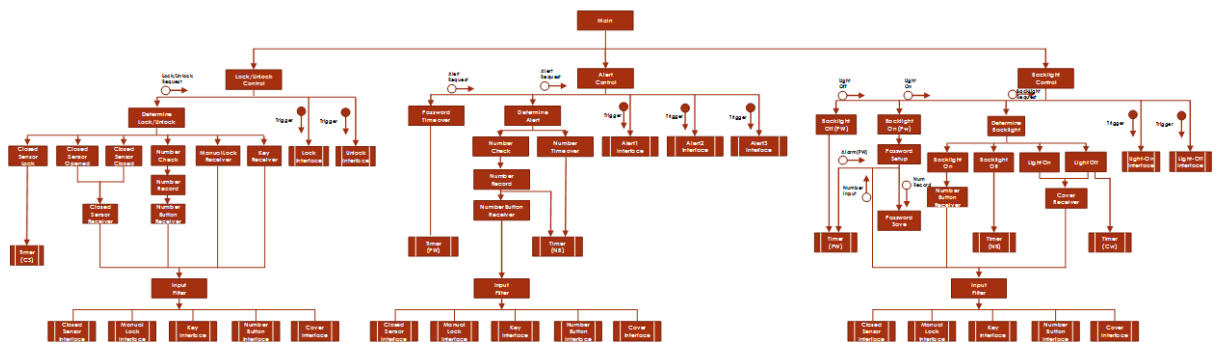 Main
Lock/Unlock
Control
Alert
Control
Backlight
Control
Lock/Unlock
Request
Alert
Request
Alert
Request
Light
Off
Light
On
Backlight
Request
Determine
Lock/Unlock
Trigger
Trigger
Password
Timeover
Determine
Alert
Trigger
Trigger
Trigger
Backlight
Off(PW)
Backlight
On(Pw)
Determine
Backlight
Trigger
Trigger
Closed
Sensor
Lock
Closed
Sensor
Opened
Closed
Sensor
Closed
Number
Check
ManualLock
Receiver
Key
Receiver
Lock
Interface
Unlock
Interface
Number
Check
Number
Timeover
Alert1
Interface
Alert2
Interface
Alert3
Interface
Alarm(PW)
Password
Setup
Backlight
On
Backlight
Off
Light On
Light Off
Light-On
Interface
Light-Off
Interface
Number
Record
Number
Record
Number
Input
Num
Record
Number
Button
Receiver
Cover
Receiver
Closed
Sensor
Receiver
Number
Button
Receiver
NumberButton
Receiver
Password
Save
Timer
(CS)
Timer
(PW)
Timer
(NB)
Timer
(PW)
Timer
(NB)
Timer
(Cw)
Input
Filter
Input
Filter
Input
Filter
Closed
Sensor
Interface
Manual
Lock
Interface
Key
Interface
Number
Button
Interface
Cover
Interface
Closed
Sensor
Interface
Manual
Lock
Interface
Key
Interface
Number
Button
Interface
Cover
Interface
Closed
Sensor
Interface
Manual
Lock
Interface
Key
Interface
Number
Button
Interface
Cover
Interface